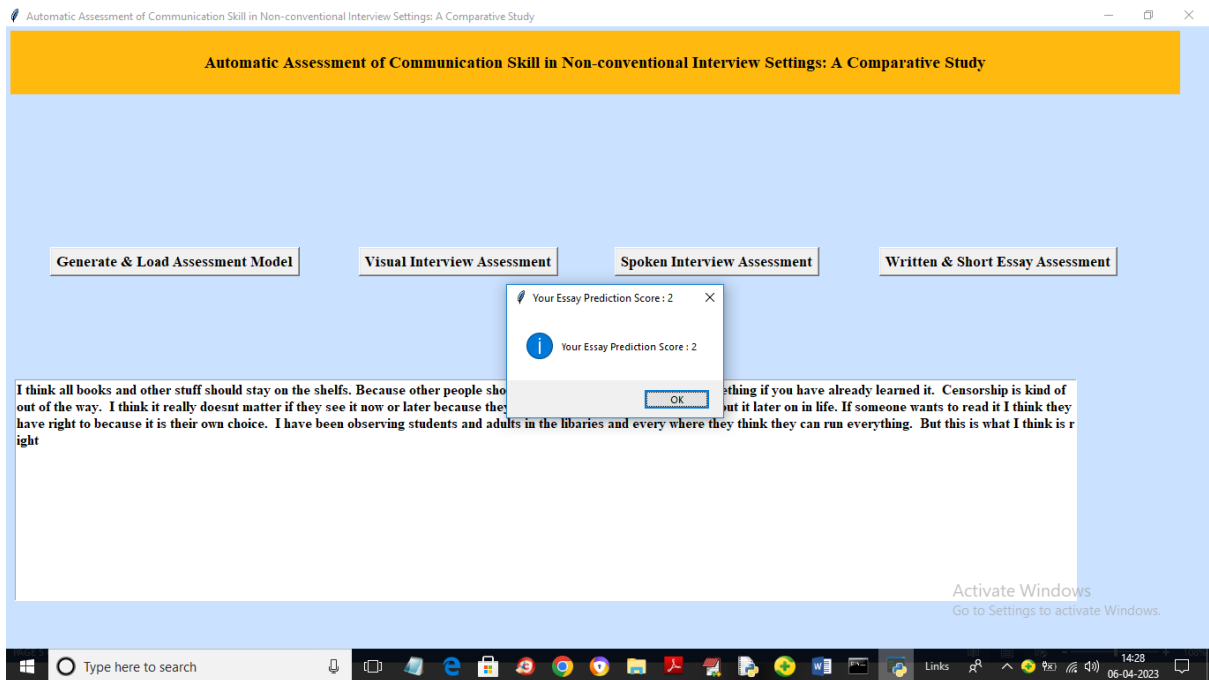 Automatic Assessment of Communication Skill in Non-conventional Interview Settings: A Comparative Study
Automatic Assessment of Communication Skill in Non-conventional Interview Settings: A Comparative Study
Generate & Load Assessment Model
Visual Interview Assessment
Spoken Interview Assessment
Written & Short Essay Assessment
Your Essay Prediction Score : 2
Your Essay Prediction Score : 2
OK
I think all books and other stuff should stay on the shelfs. Because other people sho ething if you have already learned it.  Censorship is kind of
out of the way.  I think it really doesnt matter if they see it now or later because they out it later on in life. If someone wants to read it I think they
have right to because it is their own choice.  I have been observing students and adults in the libaries and every where they think they can run everything.  But this is what I think is r
ight
Activate Windows
Go to Settings to activate Windows.
Type here to search
Links
14:28
06-04-2023